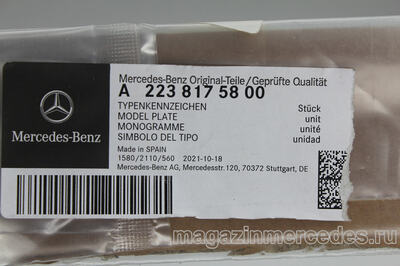 Mercedes-Benz Original-Teile/Geprüfte Qualität
A 223 817 58 00
TYPENKENNZEICHEN
MODEL PLATE
MONOGRAMME
SIMBOLO DEL TIPO
Stück
unit
unité
unidad
Mercedes-Benz
Made in SPAIN
1580/2110/560 2021-10-18
Mercedes-Benz AG, Mercedesstr.120, 70372 Stuttgart, DE
magazinmercedes.ru